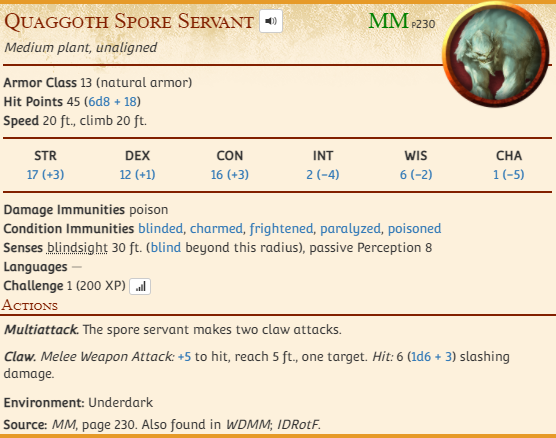 Quaggoth Spore Servant
MM P230
Medium plant, unaligned
Armor Class 13 (natural armor)
Hit Points 45 (6d8 + 18)
Speed 20 ft., climb 20 ft.
STR DEX CON INT WIS CHA
17 (+3) 12 (+1) 16 (+3) 2 (−4) 6 (−2) 1 (−5)
Damage Immunities poison
Condition Immunities blinded, charmed, frightened, paralyzed, poisoned
Senses blindsight 30 ft. (blind beyond this radius), passive Perception 8
Languages —
Challenge 1 (200 XP)
Actions
Multiattack. The spore servant makes two claw attacks.
Claw. Melee Weapon Attack: +5 to hit, reach 5 ft., one target. Hit: 6 (1d6 + 3) slashing
damage.
Environment: Underdark
Source: MM, page 230. Also found in WDMM; IDRotF.